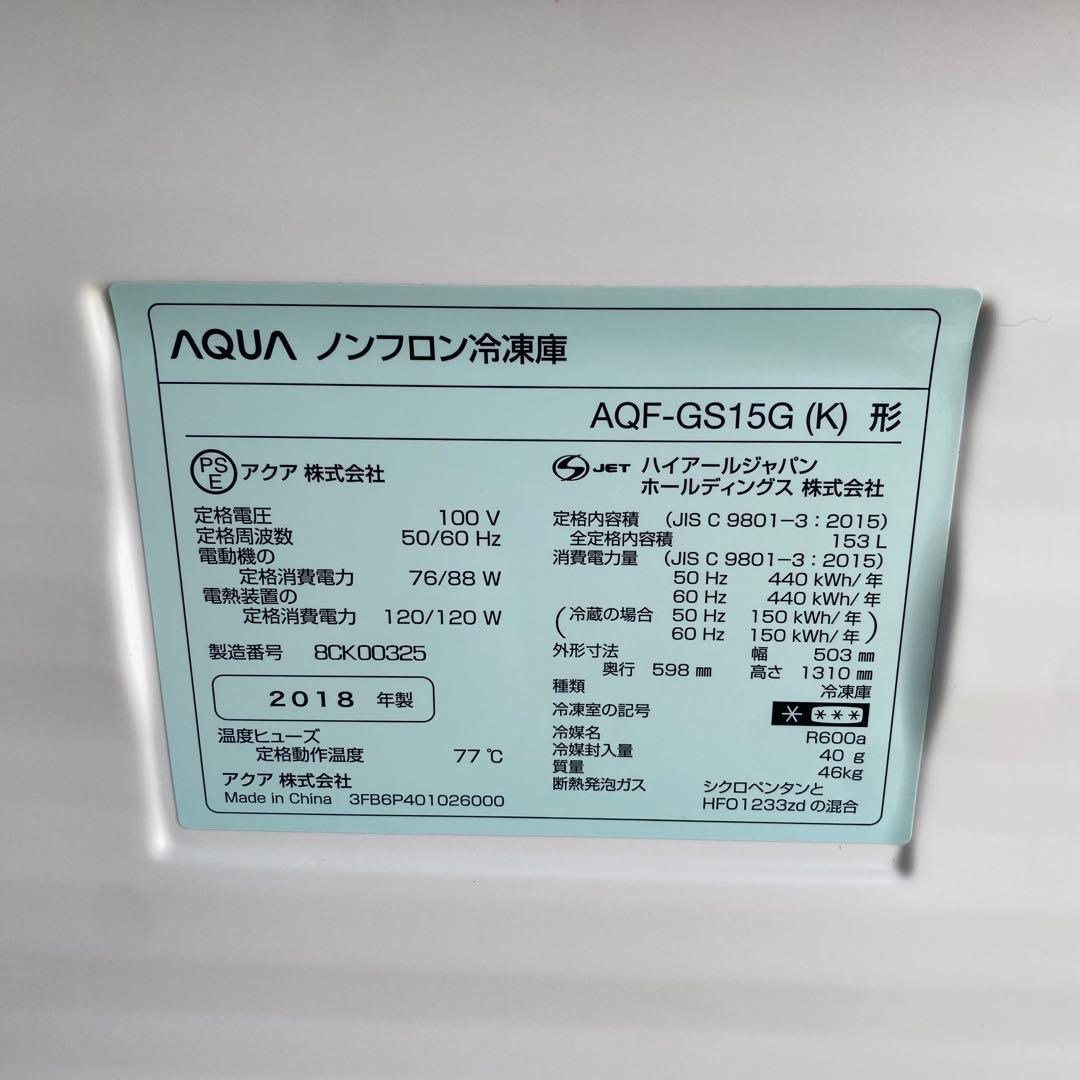 AQUA ノンフロン冷凍庫
AQF-GS15G (K) 形
PS
E
アクア 株式会社
定格電圧 100 V
定格周波数 50/60 Hz
電動機の
定格消費電力 76/88 W
電熱装置の
定格消費電力 120/120 W
製造番号 8CK00325
2018 年製
温度ヒューズ
定格動作温度 77 ℃
アクア 株式会社
Made in China 3FB6P401026000
S JET ハイアールジャパン
ホールディングス 株式会社
定格内容積 (JIS C 9801-3:2015)
全定格内容積 153 L
消費電力量 (JIS C 9801-3:2015)
50 Hz 440 kWh/年
60 Hz 440 kWh/年
(冷蔵の場合 50 Hz 150 kWh/年
60 Hz 150 kWh/年)
外形寸法 幅 503 ㎜
奥行 598 ㎜ 高さ 1310 ㎜
種類 冷凍庫
冷凍室の記号 * ***
冷媒名 R600a
冷媒封入量 40 g
質量 46kg
断熱発泡ガス シクロペンタンと
HFO1233zd の混合